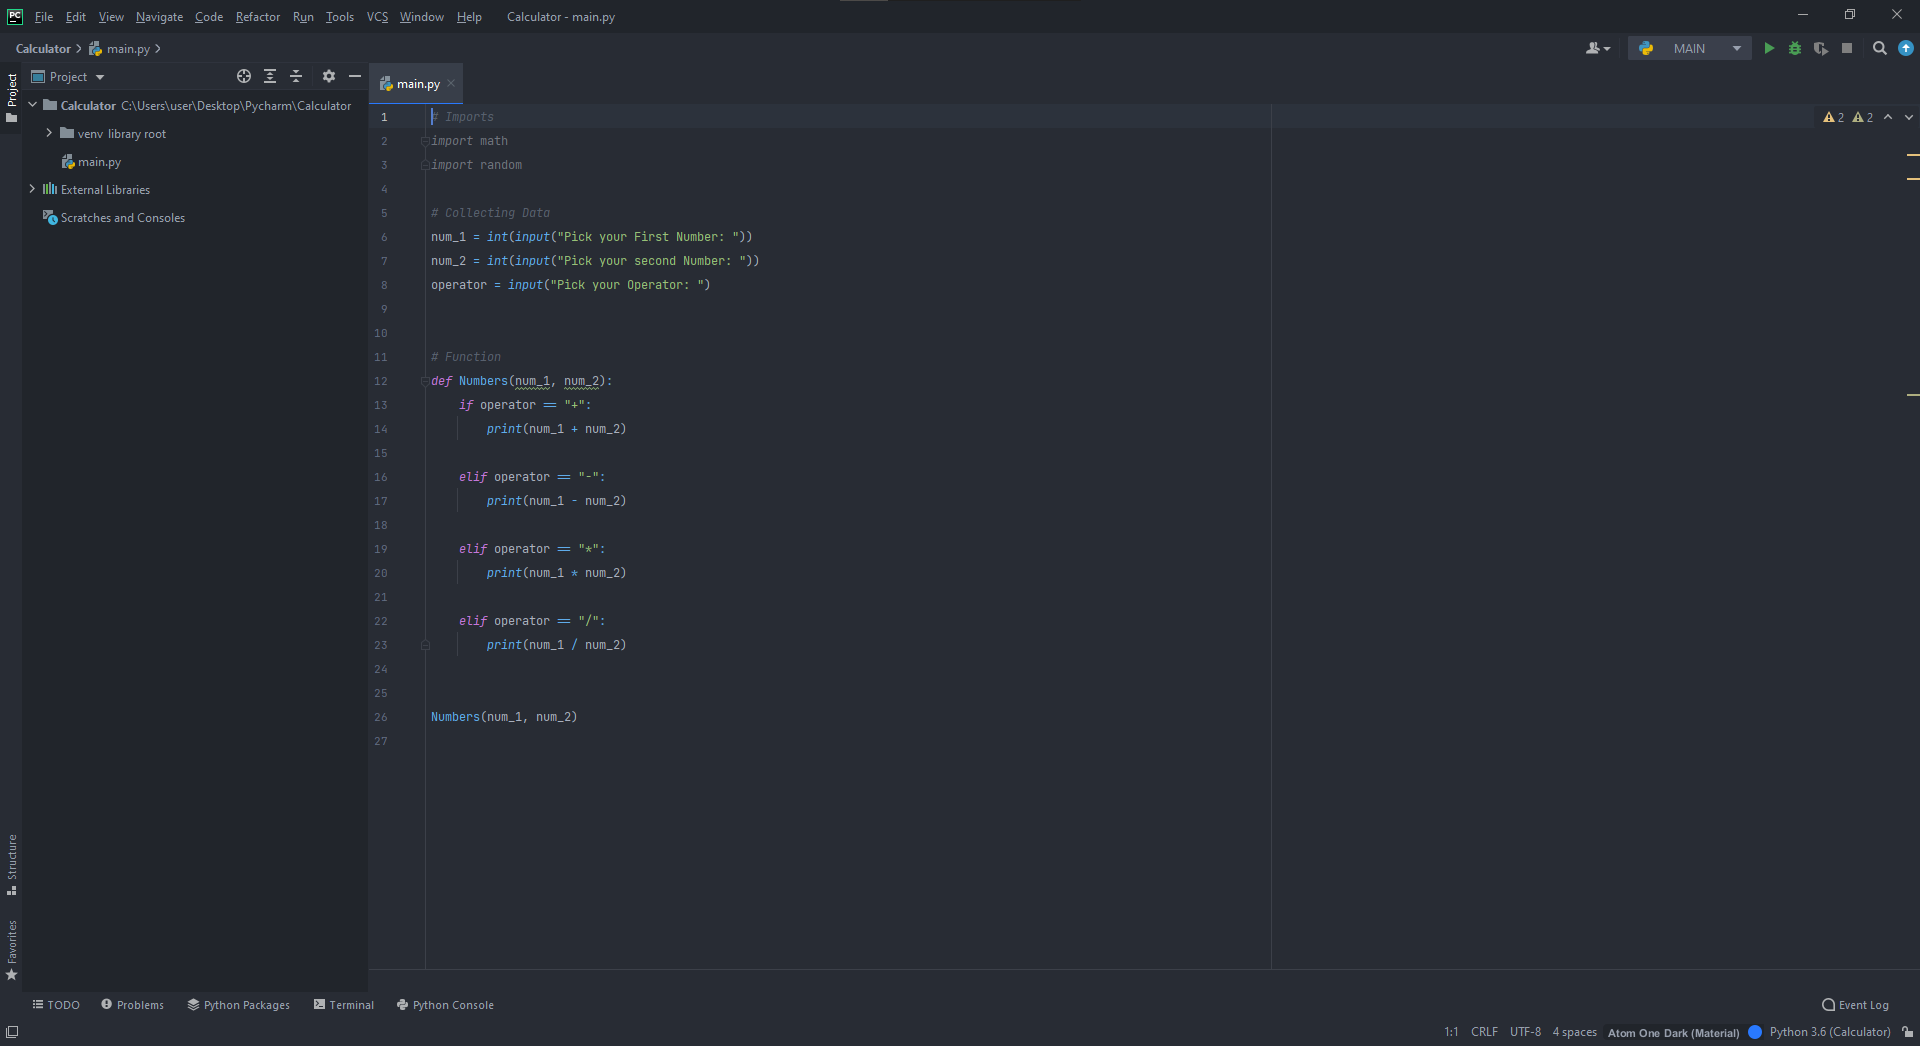 PC File Edit View Navigate Code Refactor Run Tools VCS Window Help Calculator - main.py
Calculator main.py MAIN
Project
Project main.py
Calculator C:\Users\user\Desktop\Pycharm\Calculator
venv library root
main.py
External Libraries
Scratches and Consoles
2 2
1 # Imports
2 import math
3 import random
4
5 # Collecting Data
6 num_1 = int(input("Pick your First Number: "))
7 num_2 = int(input("Pick your second Number: "))
8 operator = input("Pick your Operator: ")
9
10
11 # Function
12 def Numbers(num_1, num_2):
13 if operator == "+":
14 print(num_1 + num_2)
15
16 elif operator == "-":
17 print(num_1 - num_2)
18
19 elif operator == "*":
20 print(num_1 * num_2)
21
22 elif operator == "/":
23 print(num_1 / num_2)
24
25
26 Numbers(num_1, num_2)
27
Structure
Favorites
TODO Problems Python Packages Terminal Python Console Event Log
1:1 CRLF UTF-8 4 spaces Atom One Dark (Material) Python 3.6 (Calculator)